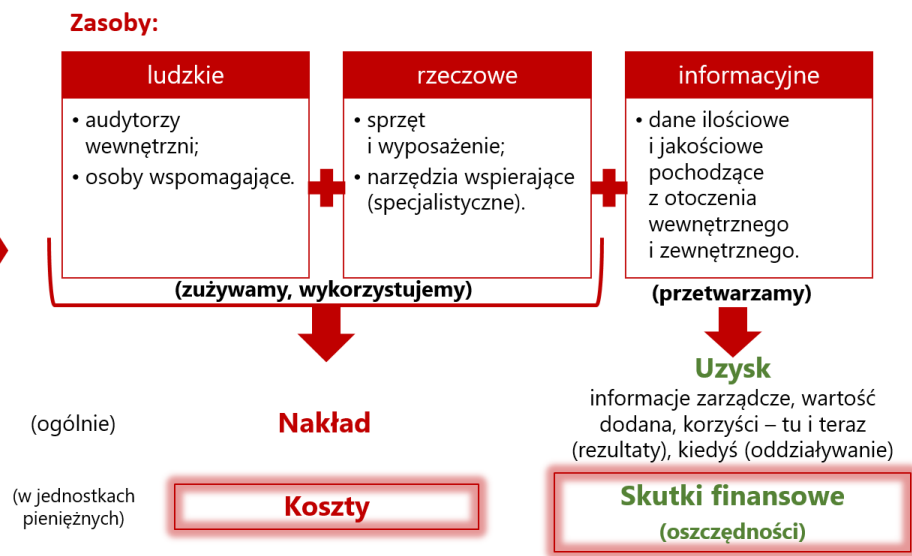 Zasoby:
ludzkie
• audytorzy
wewnętrzni;
• osoby wspomagające.
rzeczowe
• sprzęt
i wyposażenie;
• narzędzia wspierające
(specjalistyczne).
informacyjne
• dane ilościowe
i jakościowe
pochodzące
z otoczenia
wewnętrznego
i zewnętrznego.
(zużywamy, wykorzystujemy)
(przetwarzamy)
Uzysk
informacje zarządcze, wartość
dodana, korzyści – tu i teraz
(rezultaty), kiedyś (oddziaływanie)
(ogólnie)
Nakład
(w jednostkach
pieniężnych)
Koszty
Skutki finansowe
(oszczędności)